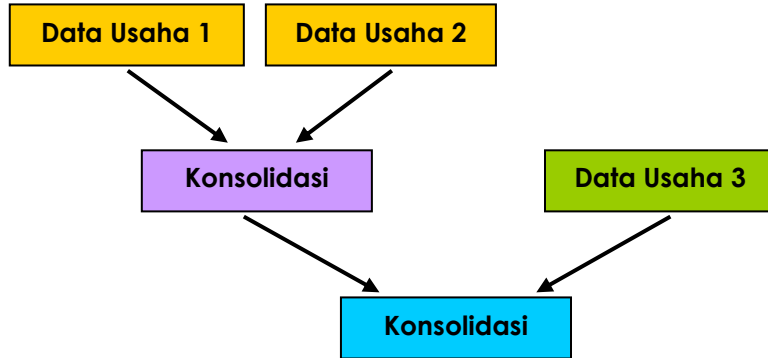 Data Usaha 1
Data Usaha 2
Konsolidasi
Data Usaha 3
Konsolidasi